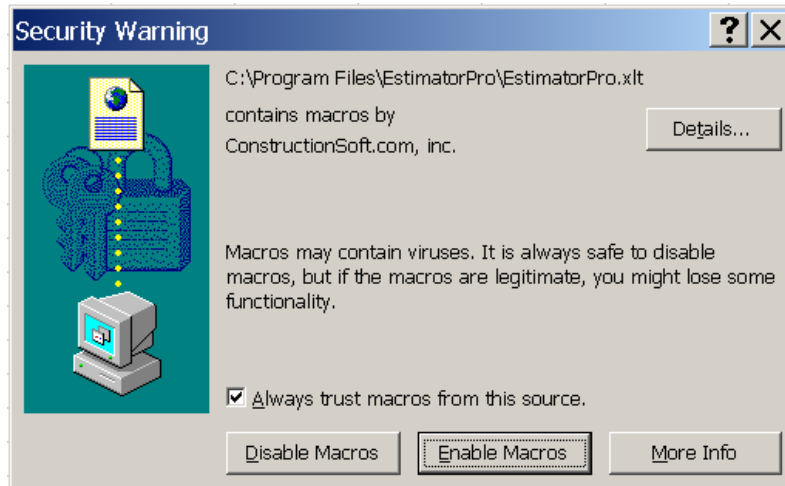 Security Warning
C:\Program Files\EstimatorPro\EstimatorPro.xlt
contains macros by
ConstructionSoft.com, inc.
Details...
Macros may contain viruses. It is always safe to disable
macros, but if the macros are legitimate, you might lose some
functionality.
Always trust macros from this source.
Disable Macros
Enable Macros
More Info